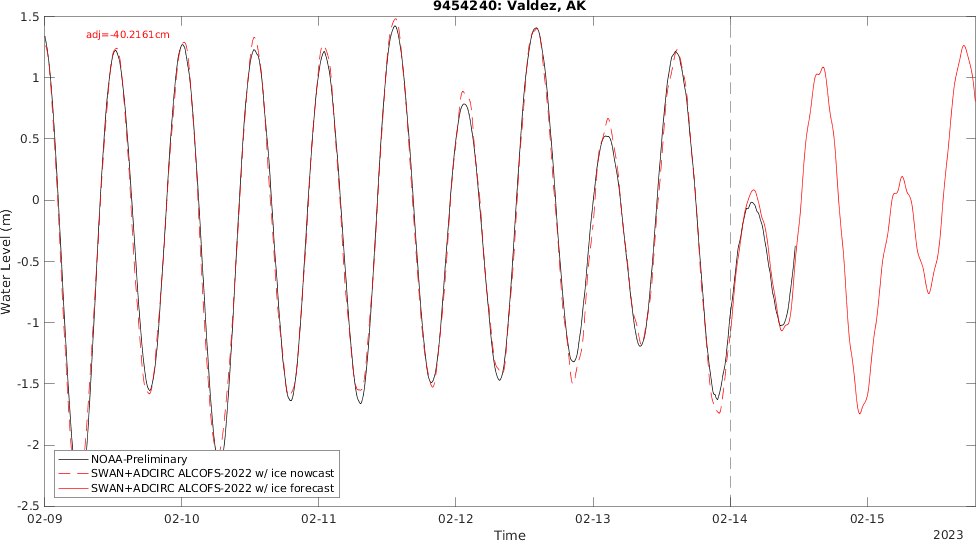 9454240: Valdez, AK
adj=-40.2161cm
Water Level (m)
1.5
1
0.5
0
-0.5
-1
-1.5
-2
-2.5
NOAA-Preliminary
SWAN+ADCIRC ALCOFS-2022 w/ ice nowcast
SWAN+ADCIRC ALCOFS-2022 w/ ice forecast
02-09 02-10 02-11 02-12 02-13 02-14 02-15
Time
2023